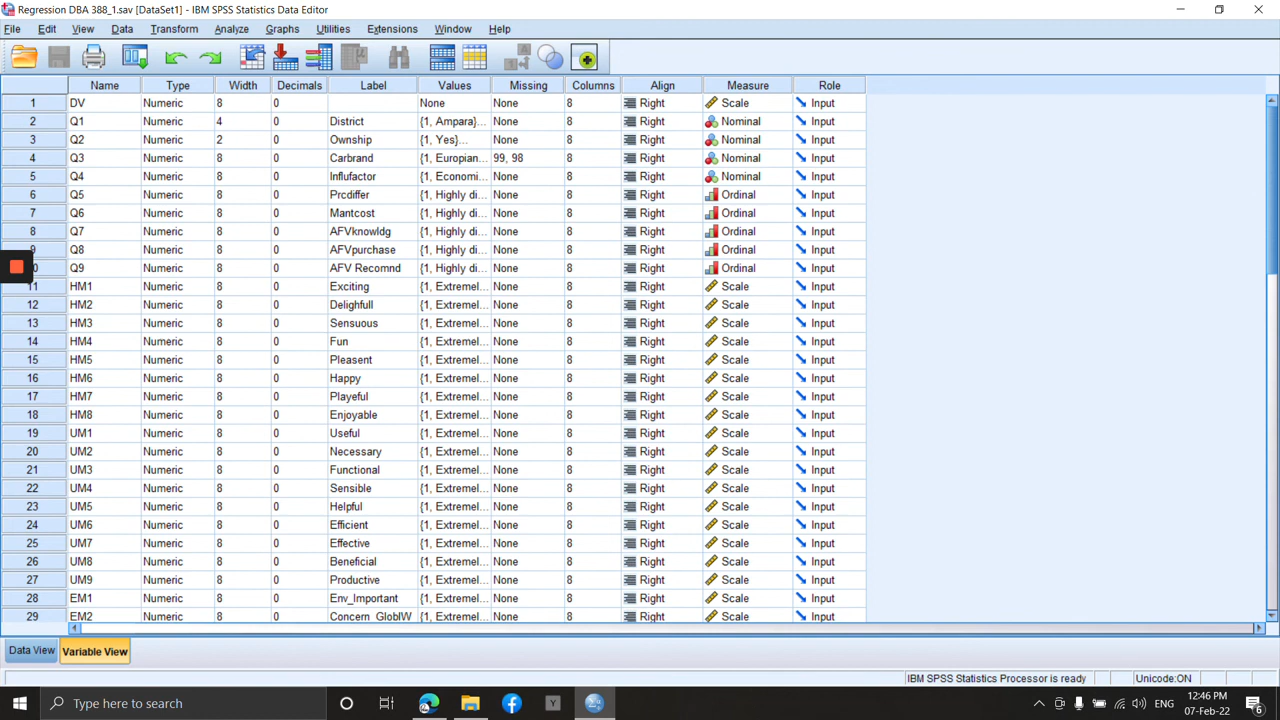 Regression DBA 388_1.sav [DataSet1] - IBM SPSS Statistics Data Editor
File Edit View Data Transform Analyze Graphs Utilities Extensions Window Help
Name Type Width Decimals Label Values Missing Columns Align Measure Role
1 DV Numeric 8 0 None None 8 Right Scale Input
2 Q1 Numeric 4 0 District {1, Ampara}... None 8 Right Nominal Input
3 Q2 Numeric 2 0 Ownship {1, Yes}... None 8 Right Nominal Input
4 Q3 Numeric 8 0 Carbrand {1, Europian... 99, 98 8 Right Nominal Input
5 Q4 Numeric 8 0 Influfactor {1, Economi... None 8 Right Nominal Input
6 Q5 Numeric 8 0 Prcdiffer {1, Highly di... None 8 Right Ordinal Input
7 Q6 Numeric 8 0 Mantcost {1, Highly di... None 8 Right Ordinal Input
8 Q7 Numeric 8 0 AFVknowldg {1, Highly di... None 8 Right Ordinal Input
9 Q8 Numeric 8 0 AFVpurchase {1, Highly di... None 8 Right Ordinal Input
0 Q9 Numeric 8 0 AFV Recomnd {1, Highly di... None 8 Right Ordinal Input
11 HM1 Numeric 8 0 Exciting {1, Extremel... None 8 Right Scale Input
12 HM2 Numeric 8 0 Delighfull {1, Extremel... None 8 Right Scale Input
13 HM3 Numeric 8 0 Sensuous {1, Extremel... None 8 Right Scale Input
14 HM4 Numeric 8 0 Fun {1, Extremel... None 8 Right Scale Input
15 HM5 Numeric 8 0 Pleasent {1, Extremel... None 8 Right Scale Input
16 HM6 Numeric 8 0 Happy {1, Extremel... None 8 Right Scale Input
17 HM7 Numeric 8 0 Playeful {1, Extremel... None 8 Right Scale Input
18 HM8 Numeric 8 0 Enjoyable {1, Extremel... None 8 Right Scale Input
19 UM1 Numeric 8 0 Useful {1, Extremel... None 8 Right Scale Input
20 UM2 Numeric 8 0 Necessary {1, Extremel... None 8 Right Scale Input
21 UM3 Numeric 8 0 Functional {1, Extremel... None 8 Right Scale Input
22 UM4 Numeric 8 0 Sensible {1, Extremel... None 8 Right Scale Input
23 UM5 Numeric 8 0 Helpful {1, Extremel... None 8 Right Scale Input
24 UM6 Numeric 8 0 Efficient {1, Extremel... None 8 Right Scale Input
25 UM7 Numeric 8 0 Effective {1, Extremel... None 8 Right Scale Input
26 UM8 Numeric 8 0 Beneficial {1, Extremel... None 8 Right Scale Input
27 UM9 Numeric 8 0 Productive {1, Extremel... None 8 Right Scale Input
28 EM1 Numeric 8 0 Env_Important {1, Extremel... None 8 Right Scale Input
29 EM2 Numeric 8 0 Concern_GloblW {1, Extremel... None 8 Right Scale Input
Data View Variable View
IBM SPSS Statistics Processor is ready Unicode:ON
Type here to search
12:46 PM
07-Feb-22
6